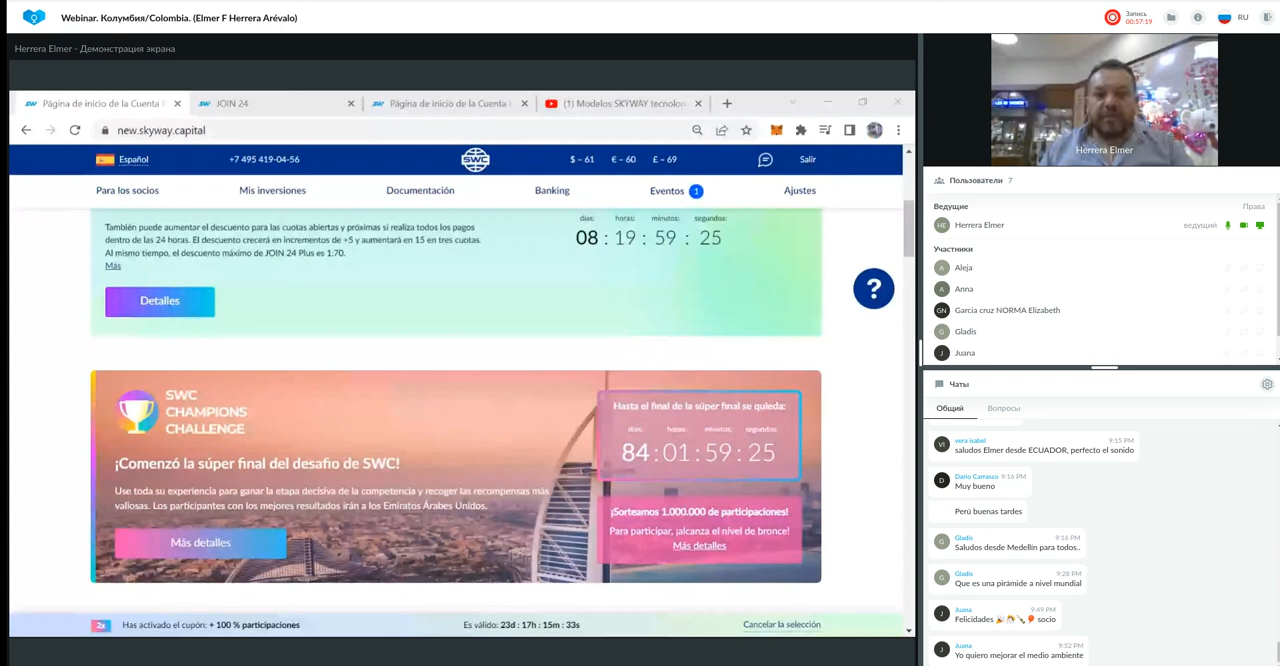 Webinar. Колумбия/Colombia. (Elmer F Herrera Arévalo)
Запись
00:57:19
RU
Herrera Elmer - Демонстрация экрана
Página de inicio de la Cuenta
JOIN 24
Página de inicio de la Cuenta
(1) Modelos SKYWAY tecnolo
new.skyway.capital
Español
+7 495 419-04-56
SWC
$ – 61
€ – 60
£ – 69
Salir
Para los socios
Mis inversiones
Documentación
Banking
Eventos 1
Ajustes
También puede aumentar el descuento para las cuotas abiertas y próximas si realiza todos los pagos
dentro de las 24 horas. El descuento crecerá en incrementos de +5 y aumentará en 15 en tres cuotas.
Al mismo tiempo, el descuento máximo de JOIN 24 Plus es 1:70.
Más
Detalles
días: horas: minutos: segundos:
08 : 19 : 59 : 25
?
SWC
CHAMPIONS
CHALLENGE
¡Comenzó la súper final del desafío de SWC!
Use toda su experiencia para ganar la etapa decisiva de la competencia y recoger las recompensas más
valiosas. Los participantes con los mejores resultados irán a los Emiratos Árabes Unidos.
Más detalles
Hasta el final de la súper final se queda:
días: horas: minutos: segundos:
84 : 01 : 59 : 25
¡Sorteamos 1.000.000 de participaciones!
Para participar, ¡alcanza el nivel de bronce!
Más detalles
2x
Has activado el cupón: + 100 % participaciones
Es válido: 23d : 17h : 15m : 33s
Cancelar la selección
Herrera Elmer
Пользователи 7
Ведущие
Права
HE
Herrera Elmer
ведущий
Участники
A
Aleja
A
Anna
GN
Garcia cruz NORMA Elizabeth
G
Gladis
J
Juana
Чаты
Общий
Вопросы
VI
vera isabel
9:15 PM
saludos Elmer desde ECUADOR, perfecto el sonido
D
Dario Carrasco
9:16 PM
Muy bueno
Perú buenas tardes
G
Gladis
9:16 PM
Saludos desde Medellín para todos..
G
Gladis
9:28 PM
Que es una pirámide a nivel mundial
J
Juana
9:49 PM
Felicidades 🎉🎊🍾🎈 socio
J
Juana
9:52 PM
Yo quiero mejorar el medio ambiente